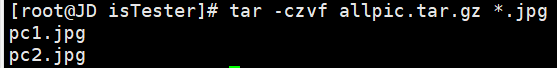 [root@JD isTester]# tar -czvf allpic.tar.gz *.jpg
pc1.jpg
pc2.jpg